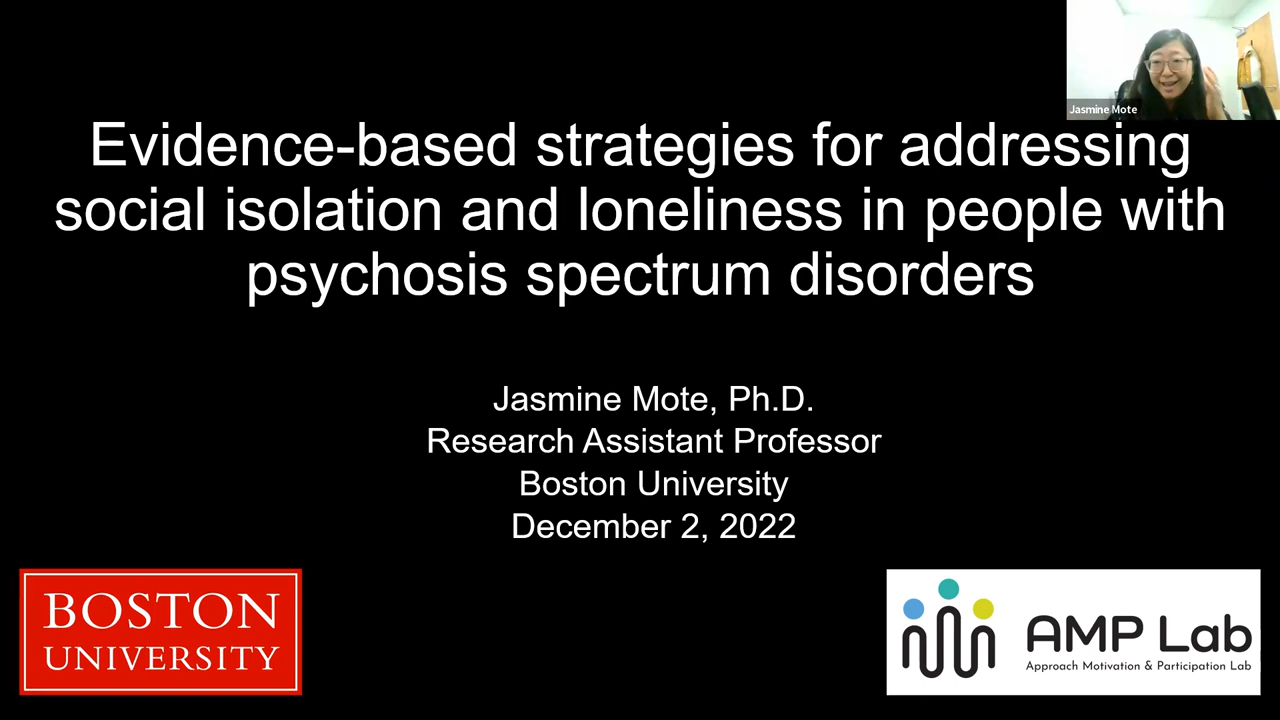 Jasmine Mote
Evidence-based strategies for addressing
social isolation and loneliness in people with
psychosis spectrum disorders
Jasmine Mote, Ph.D.
Research Assistant Professor
Boston University
December 2, 2022
BOSTON
UNIVERSITY
AMP Lab
Approach Motivation & Participation Lab